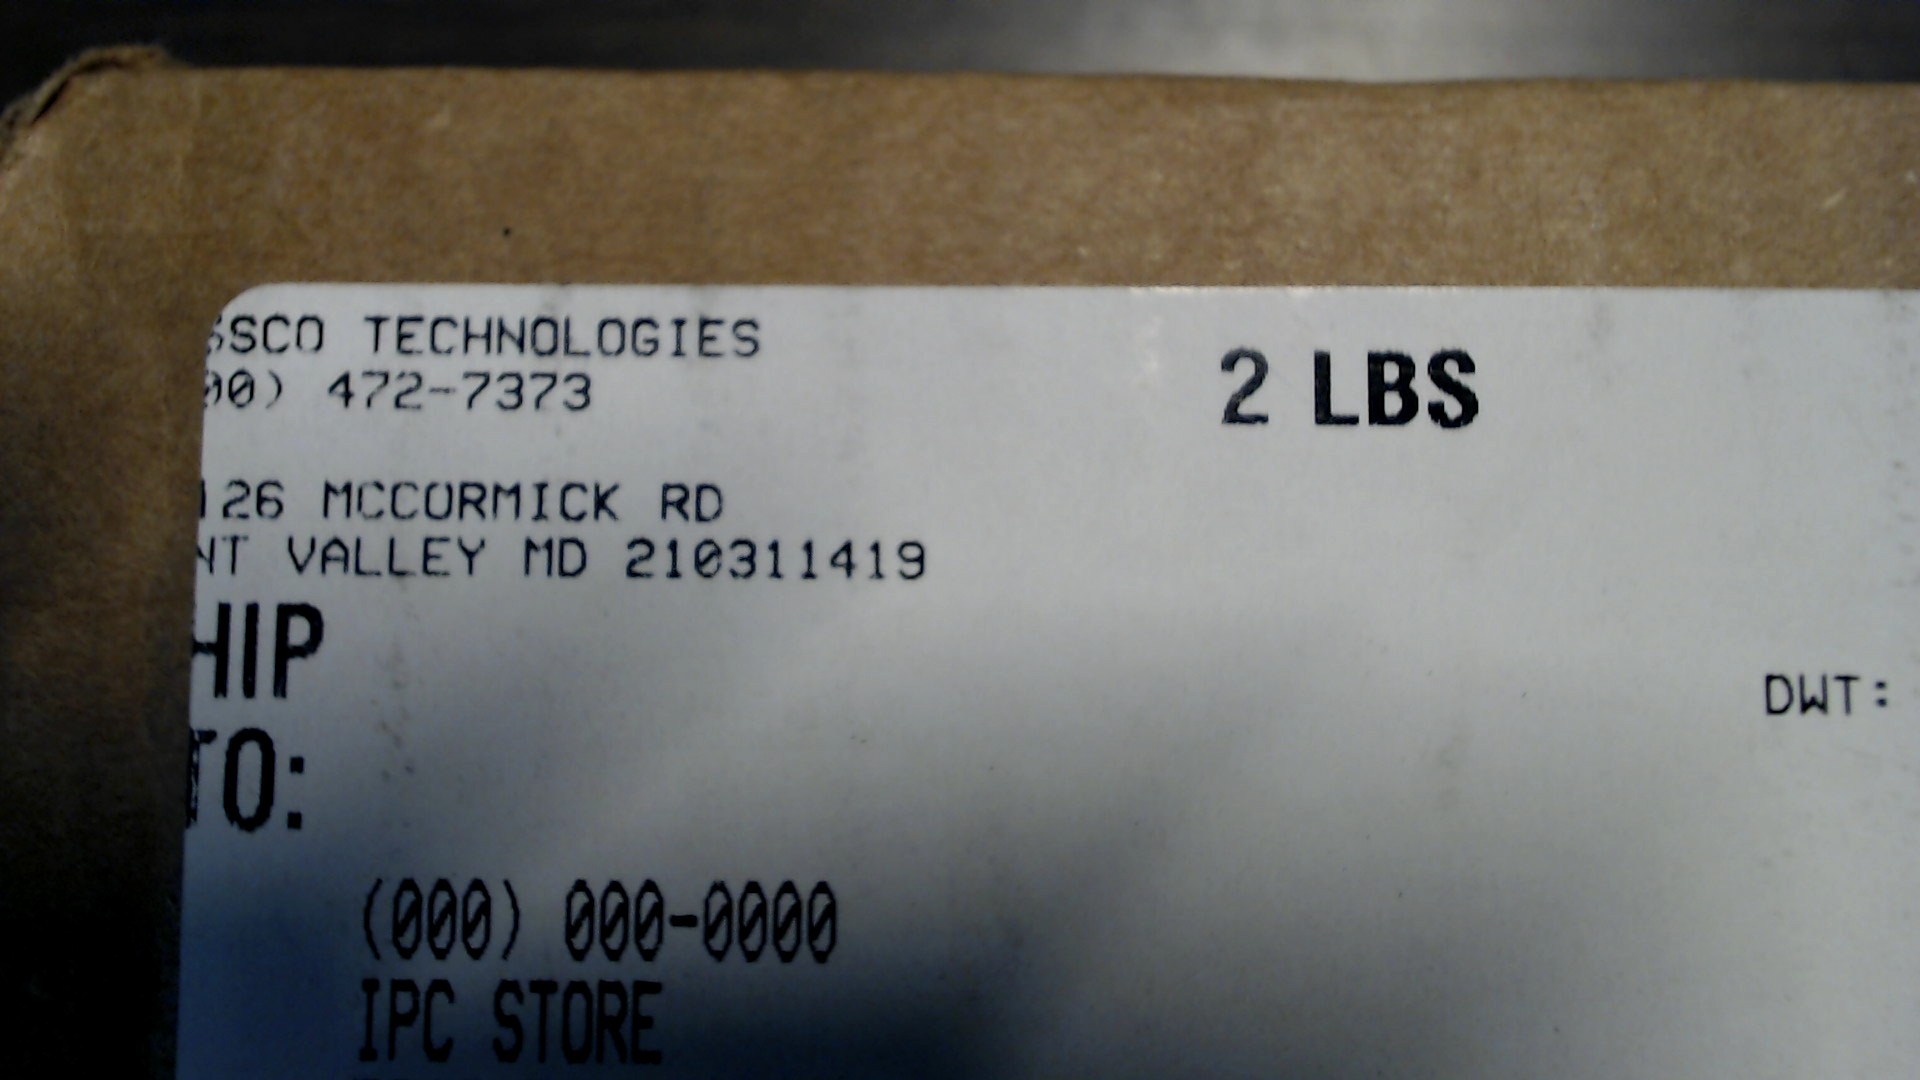 SSCO TECHNOLOGIES
00) 472-7373
2 LBS
126 MCCORMICK RD
NT VALLEY MD 210311419
HIP
DWT:
TO:
(000) 000-0000
IPC STORE